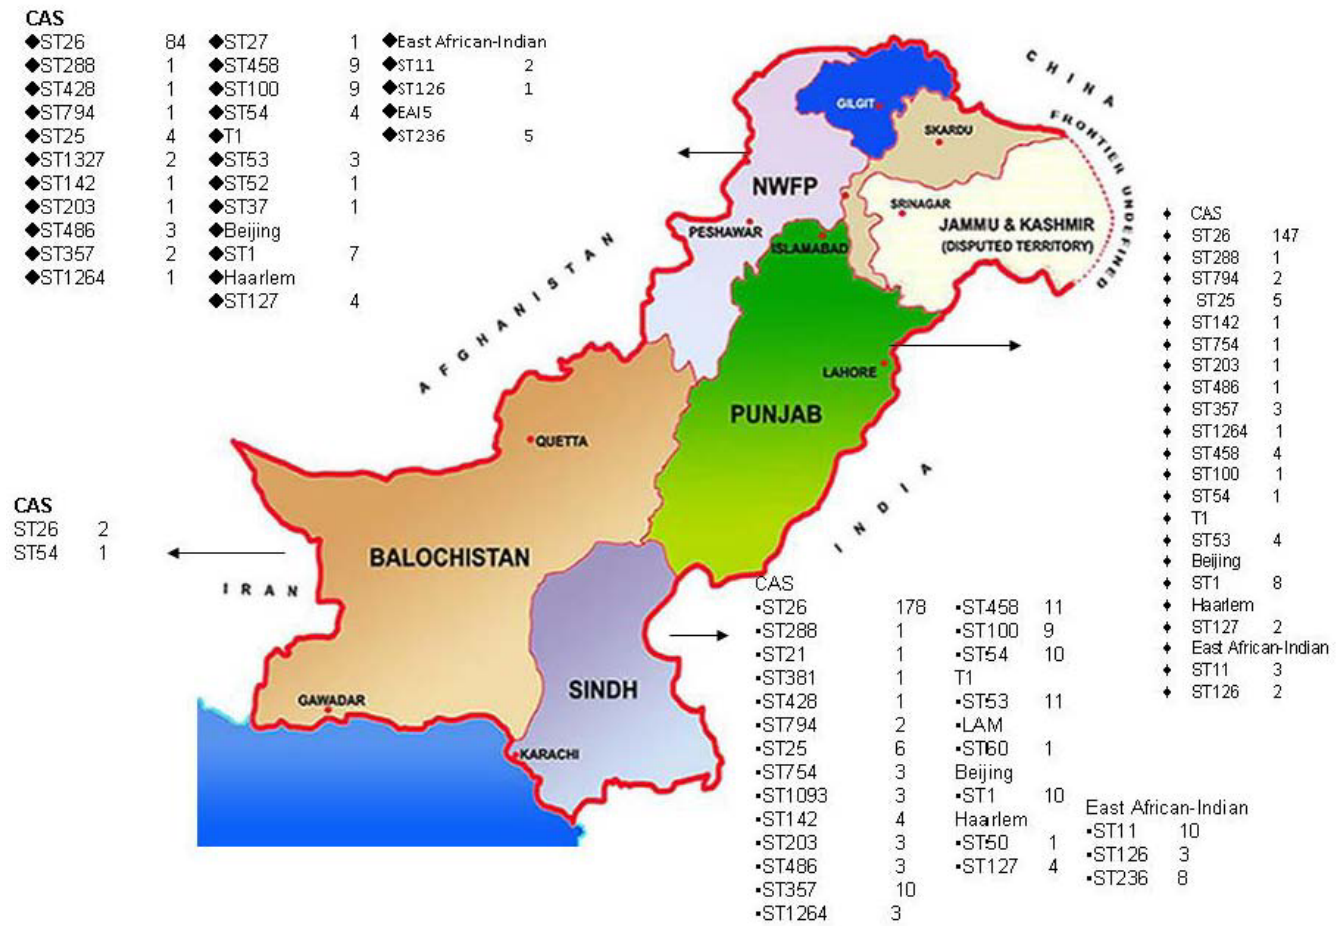 CAS
◆ST26 84
◆ST288 1
◆ST428 1
◆ST794 1
◆ST25 4
◆ST1327 2
◆ST142 1
◆ST203 1
◆ST486 3
◆ST357 2
◆ST1264 1
◆ST27 1
◆ST458 9
◆ST100 9
◆ST54 4
◆T1
◆ST53 3
◆ST52 1
◆ST37 1
◆Beijing
◆ST1 7
◆Haarlem
◆ST127 4
◆East African-Indian
◆ST11 2
◆ST126 1
◆EAI5
◆ST236 5
CHINA
FRONTIER UNDEFINED
GILGIT
SKARDU
NWFP
SRINAGAR
PESHAWAR
ISLAMABAD
JAMMU & KASHMIR
(DISPUTED TERRITORY)
AFGHANISTAN
LAHORE
PUNJAB
QUETTA
INDIA
BALOCHISTAN
IRAN
SINDH
GAWADAR
KARACHI
CAS
ST26 2
ST54 1
♦ CAS
♦ ST26 147
♦ ST288 1
♦ ST794 2
♦ ST25 5
♦ ST142 1
♦ ST754 1
♦ ST203 1
♦ ST486 1
♦ ST357 3
♦ ST1264 1
♦ ST458 4
♦ ST100 1
♦ ST54 1
♦ T1
♦ ST53 4
♦ Beijing
♦ ST1 8
♦ Haarlem
♦ ST127 2
♦ East African-Indian
♦ ST11 3
♦ ST126 2
CAS
▪ST26 178
▪ST288 1
▪ST21 1
▪ST381 1
▪ST428 1
▪ST794 2
▪ST25 6
▪ST754 3
▪ST1093 3
▪ST142 4
▪ST203 3
▪ST486 3
▪ST357 10
▪ST1264 3
▪ST458 11
▪ST100 9
▪ST54 10
T1
▪ST53 11
▪LAM
▪ST60 1
Beijing
▪ST1 10
Haarlem
▪ST50 1
▪ST127 4
East African-Indian
▪ST11 10
▪ST126 3
▪ST236 8